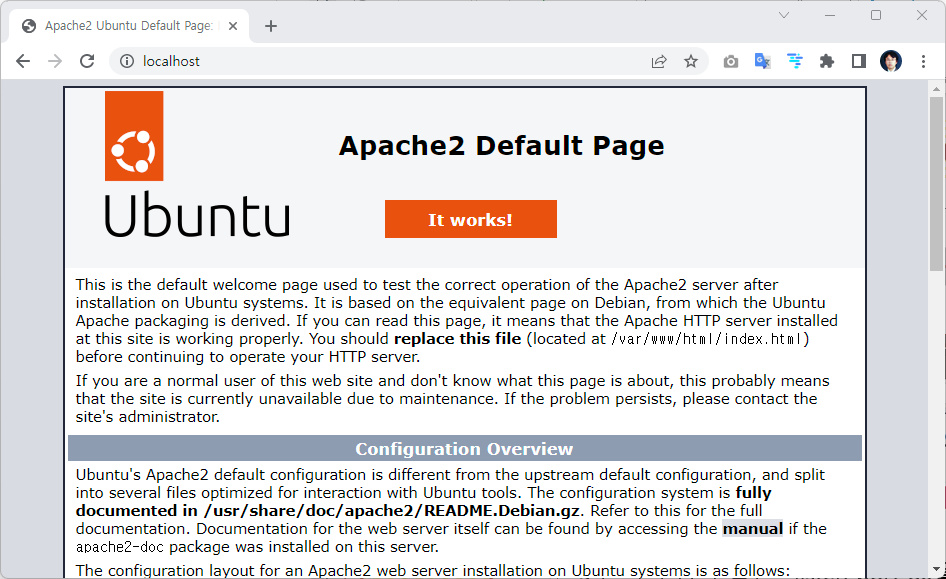 Apache2 Ubuntu Default Page:
localhost
Apache2 Default Page
Ubuntu
It works!
This is the default welcome page used to test the correct operation of the Apache2 server after
installation on Ubuntu systems. It is based on the equivalent page on Debian, from which the Ubuntu
Apache packaging is derived. If you can read this page, it means that the Apache HTTP server installed
at this site is working properly. You should replace this file (located at /var/www/html/index.html)
before continuing to operate your HTTP server.
If you are a normal user of this web site and don't know what this page is about, this probably means
that the site is currently unavailable due to maintenance. If the problem persists, please contact the
site's administrator.
Configuration Overview
Ubuntu's Apache2 default configuration is different from the upstream default configuration, and split
into several files optimized for interaction with Ubuntu tools. The configuration system is fully
documented in /usr/share/doc/apache2/README.Debian.gz. Refer to this for the full
documentation. Documentation for the web server itself can be found by accessing the manual if the
apache2-doc package was installed on this server.
The configuration layout for an Apache2 web server installation on Ubuntu systems is as follows: